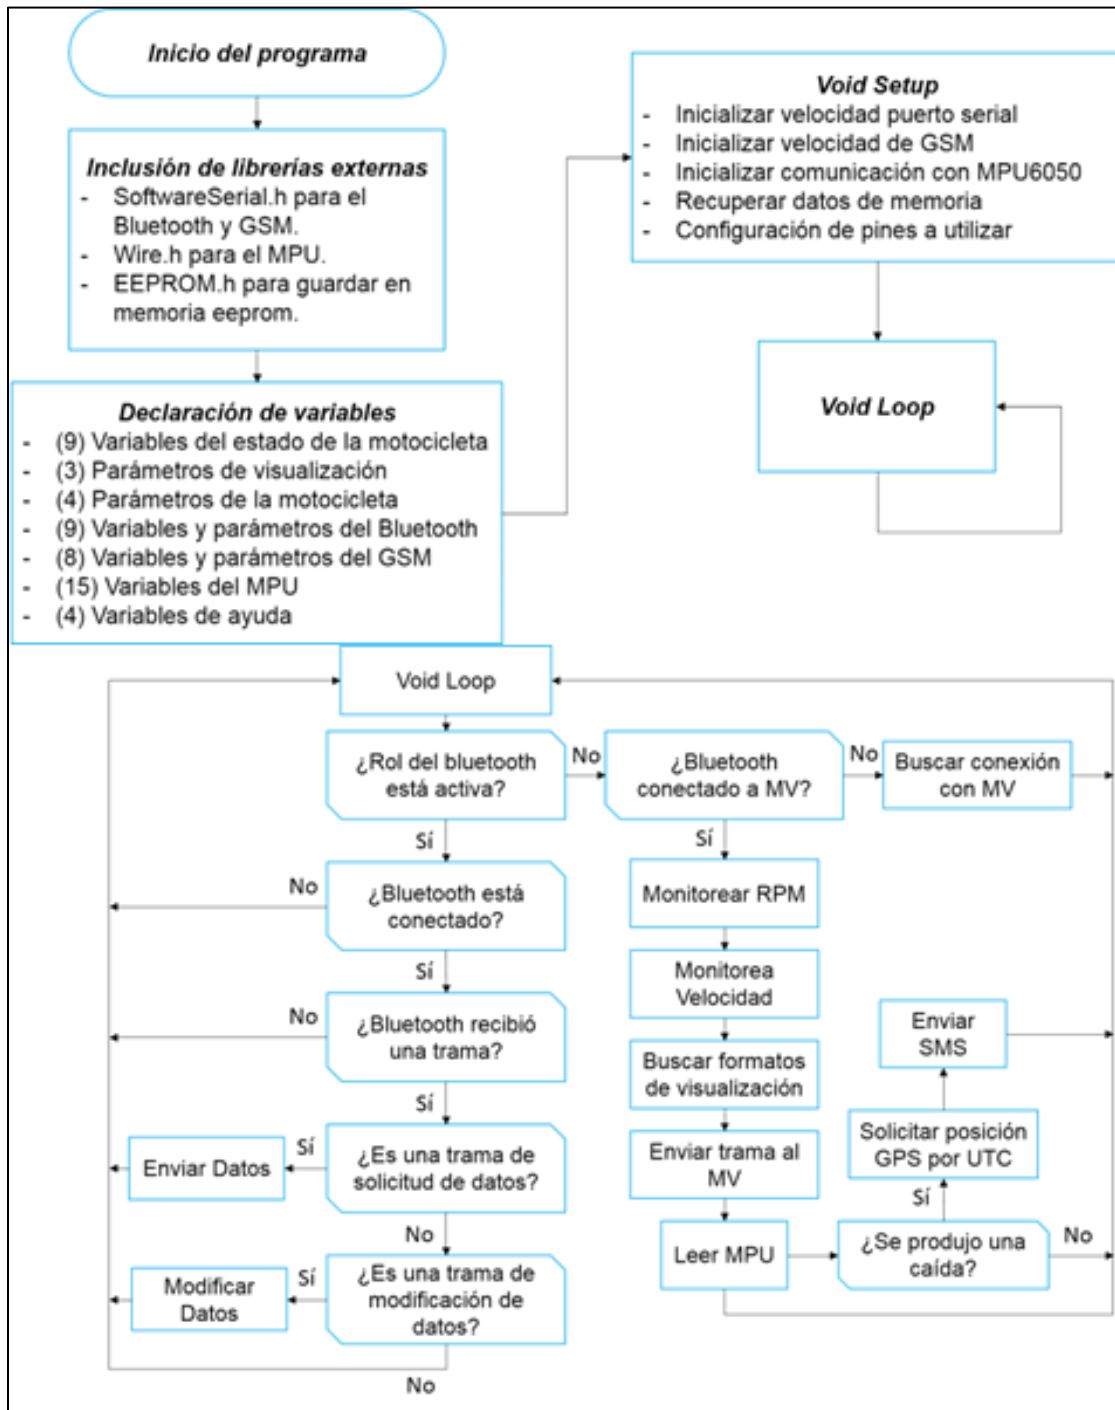 Inicio del programa
Inclusión de librerías externas
- SoftwareSerial.h para el
Bluetooth y GSM.
- Wire.h para el MPU.
- EEPROM.h para guardar en
memoria eeprom.
Declaración de variables
- (9) Variables del estado de la motocicleta
- (3) Parámetros de visualización
- (4) Parámetros de la motocicleta
- (9) Variables y parámetros del Bluetooth
- (8) Variables y parámetros del GSM
- (15) Variables del MPU
- (4) Variables de ayuda
Void Setup
- Inicializar velocidad puerto serial
- Inicializar velocidad de GSM
- Inicializar comunicación con MPU6050
- Recuperar datos de memoria
- Configuración de pines a utilizar
Void Loop
Void Loop
¿Rol del bluetooth
está activa?
No
¿Bluetooth
conectado a MV?
No
Buscar conexión
con MV
Sí
¿Bluetooth está
conectado?
No
Sí
¿Bluetooth recibió
una trama?
No
Sí
¿Es una trama de
solicitud de datos?
Sí
Enviar Datos
No
¿Es una trama de
modificación de
datos?
Sí
Modificar
Datos
No
Sí
Monitorear RPM
Monitorea
Velocidad
Buscar formatos
de visualización
Enviar trama al
MV
Leer MPU
¿Se produjo una
caída?
No
Sí
Solicitar posición
GPS por UTC
Enviar
SMS